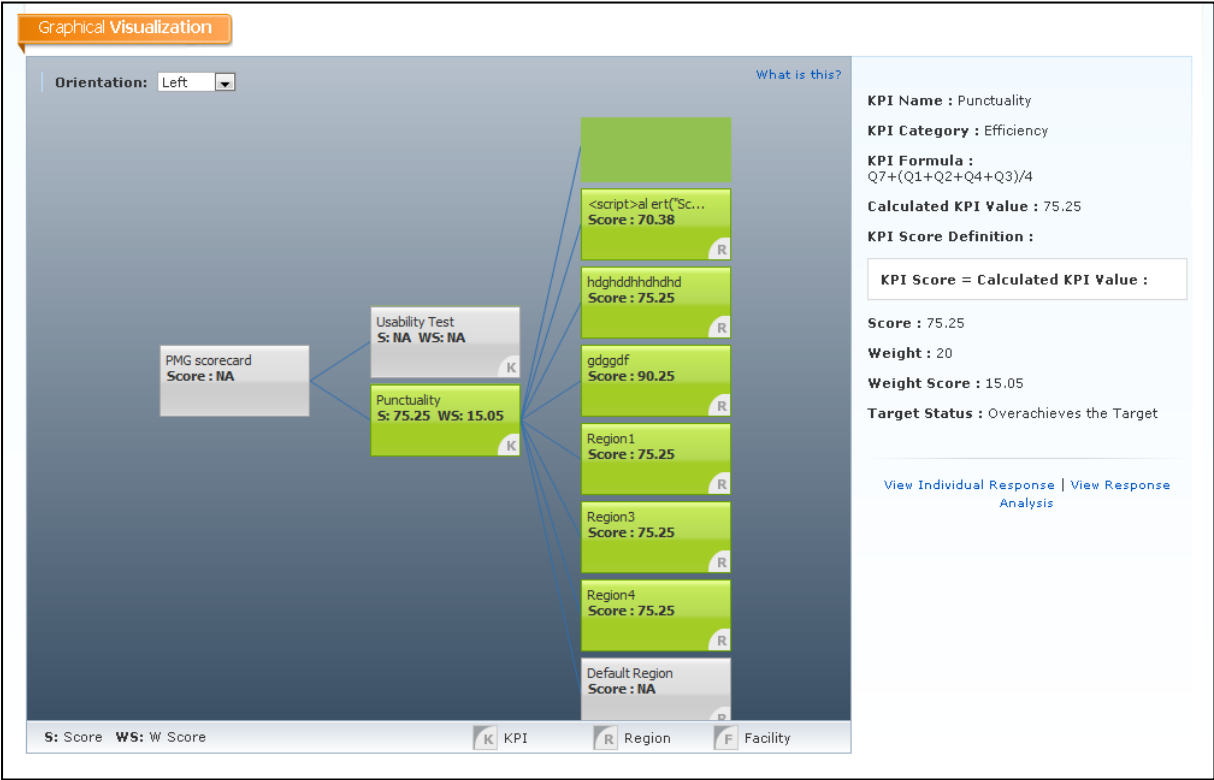 Graphical Visualization
Orientation: Left
What is this?
PMG scorecard
Score : NA
Usability Test
S: NA WS: NA
K
Punctuality
S: 75.25 WS: 15.05
K
<script>al ert("Sc...
Score : 70.38
R
hdghddhhdhdhd
Score : 75.25
R
gdggdf
Score : 90.25
R
Region1
Score : 75.25
R
Region3
Score : 75.25
R
Region4
Score : 75.25
R
Default Region
Score : NA
R
S: Score WS: W Score
K KPI
R Region
F Facility
KPI Name : Punctuality
KPI Category : Efficiency
KPI Formula :
Q7+(Q1+Q2+Q4+Q3)/4
Calculated KPI Value : 75.25
KPI Score Definition :
KPI Score = Calculated KPI Value :
Score : 75.25
Weight : 20
Weight Score : 15.05
Target Status : Overachieves the Target
View Individual Response | View Response
Analysis